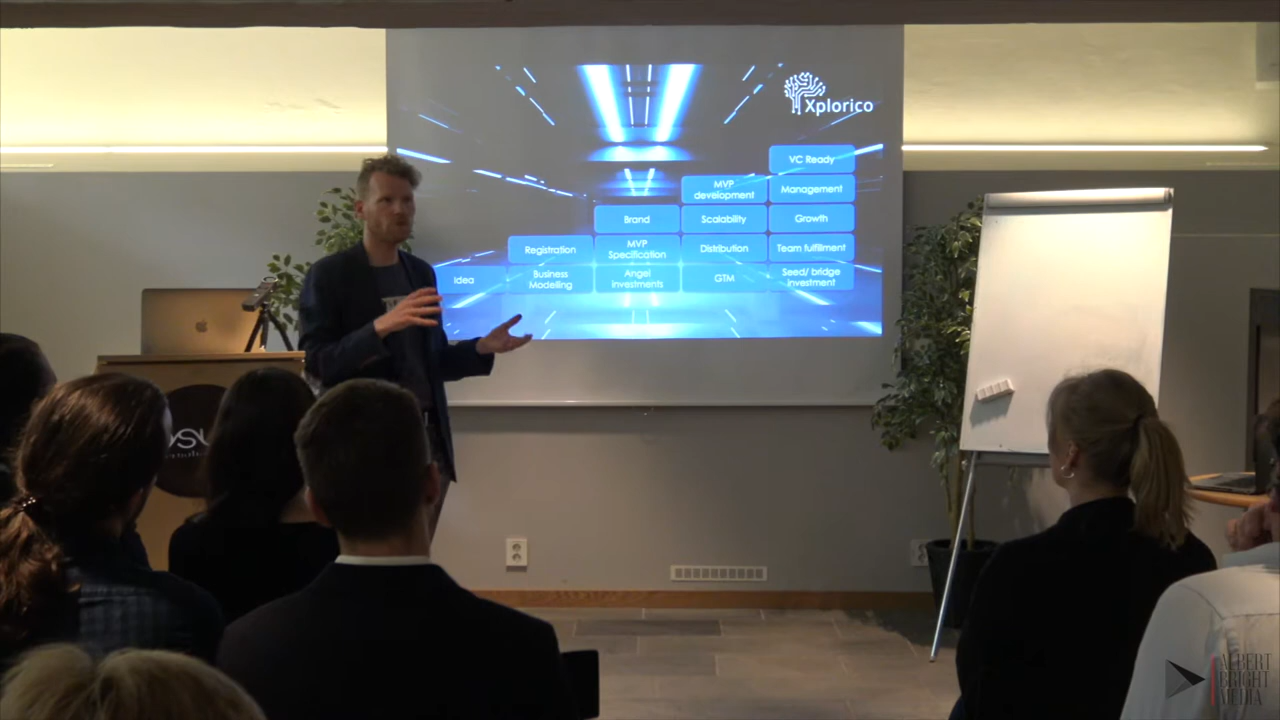 Xplorico
VC Ready
MVP
development
Management
Brand
Scalability
Growth
Registration
MVP
Specification
Distribution
Team fulfillment
Idea
Business
Modelling
Angel
investments
GTM
Seed/ bridge
investment
ALBERT
BRIGHT
MEDIA